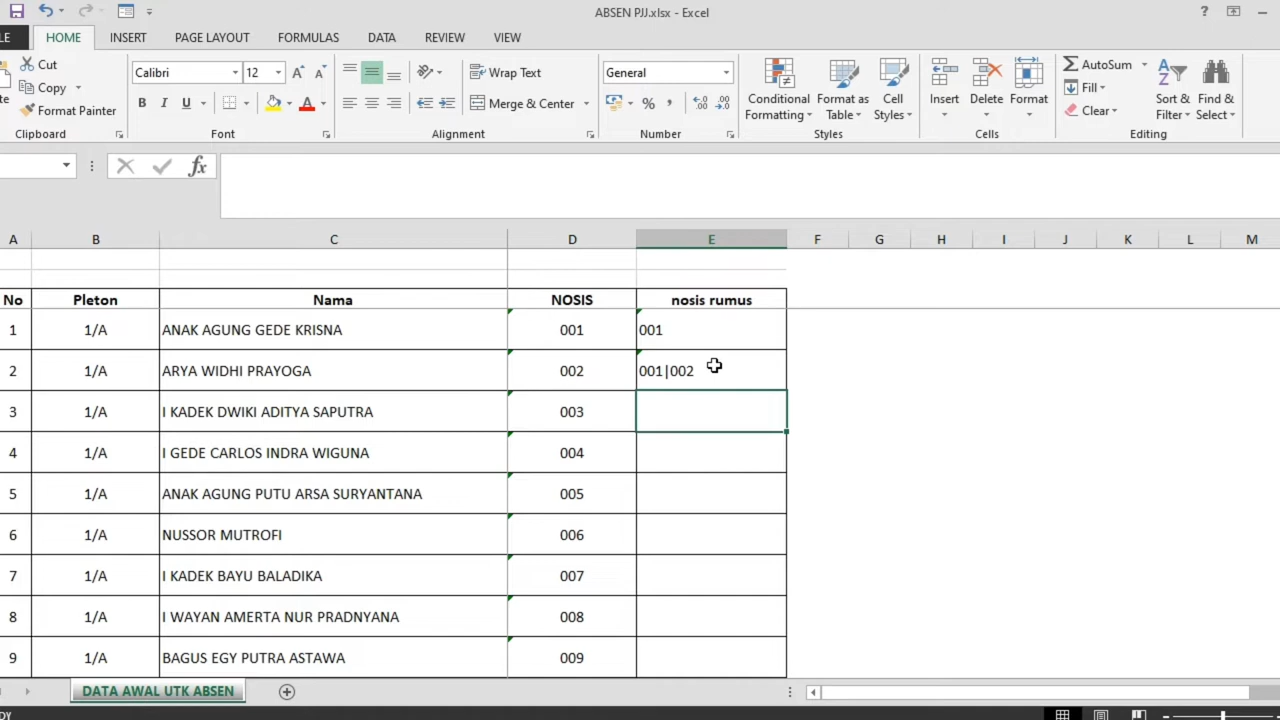 ABSEN PJJ.xlsx - Excel
HOME INSERT PAGE LAYOUT FORMULAS DATA REVIEW VIEW
Cut
Copy
Format Painter
Clipboard
Calibri 12
B I U A
Font
Wrap Text
Merge & Center
Alignment
General
%
Number
Conditional Formatting
Format as Table
Cell Styles
Styles
Insert
Delete
Format
Cells
AutoSum
Fill
Clear
Sort & Filter
Find & Select
Editing
fx
A B C D E F G H I J K L M
No Pleton Nama NOSIS nosis rumus
1 1/A ANAK AGUNG GEDE KRISNA 001 001
2 1/A ARYA WIDHI PRAYOGA 002 001|002
3 1/A I KADEK DWIKI ADITYA SAPUTRA 003
4 1/A I GEDE CARLOS INDRA WIGUNA 004
5 1/A ANAK AGUNG PUTU ARSA SURYANTANA 005
6 1/A NUSSOR MUTROFI 006
7 1/A I KADEK BAYU BALADIKA 007
8 1/A I WAYAN AMERTA NUR PRADNYANA 008
9 1/A BAGUS EGY PUTRA ASTAWA 009
DATA AWAL UTK ABSEN